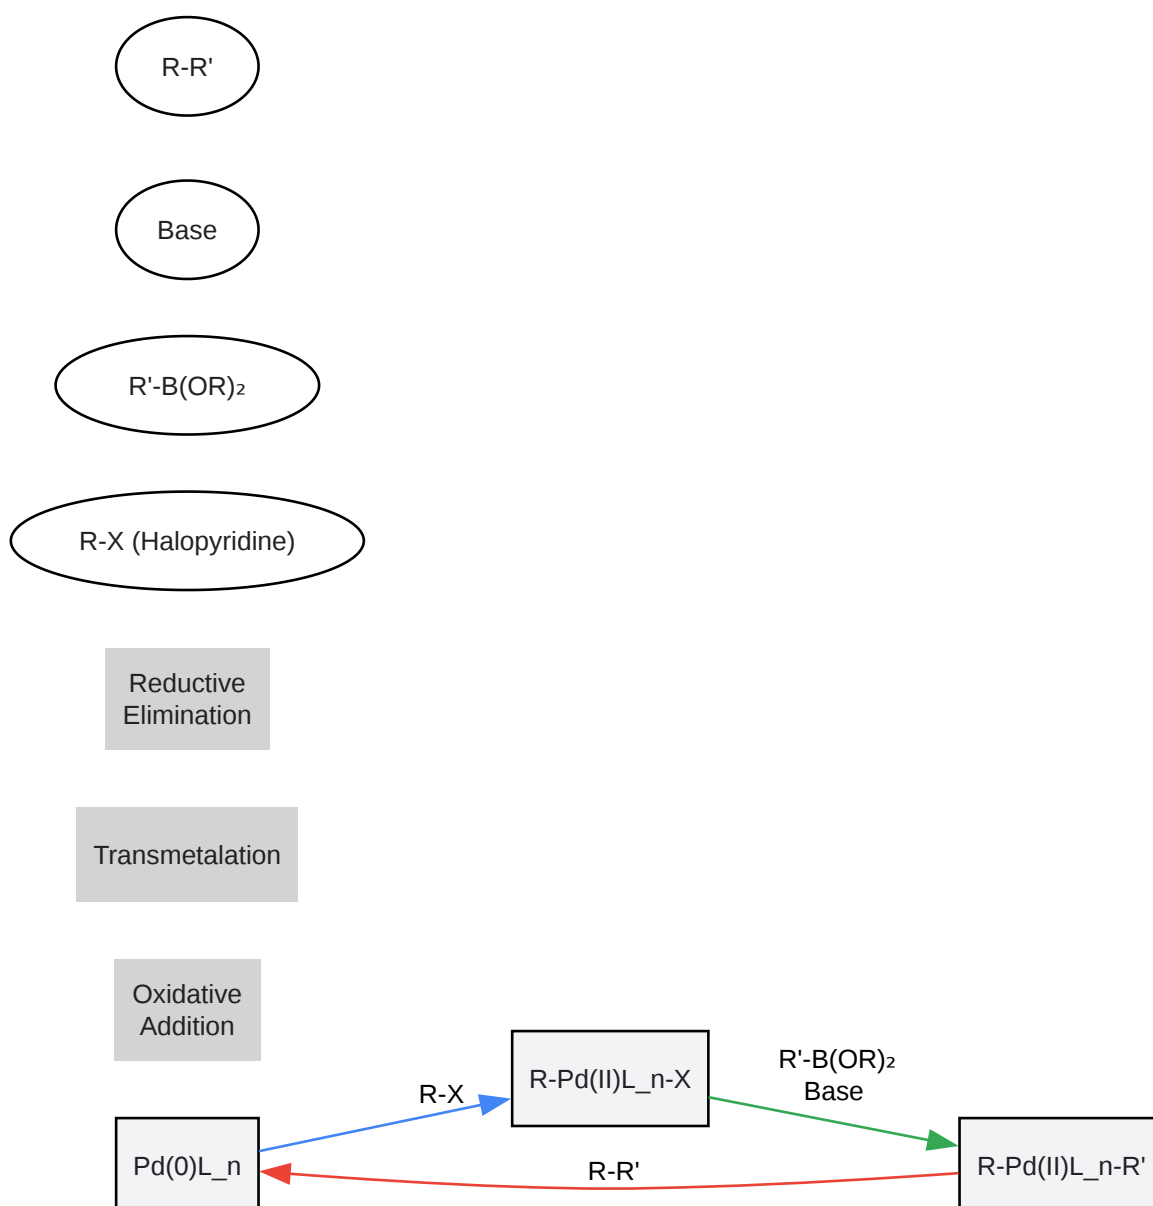 R-R'
Base
R'-B(OR)₂
R-X (Halopyridine)
Reductive
Elimination
Transmetalation
Oxidative
Addition
R-Pd(II)L_n-X
R'-B(OR)₂
Base
R-X
Pd(0)L_n
R-R'
R-Pd(II)L_n-R'